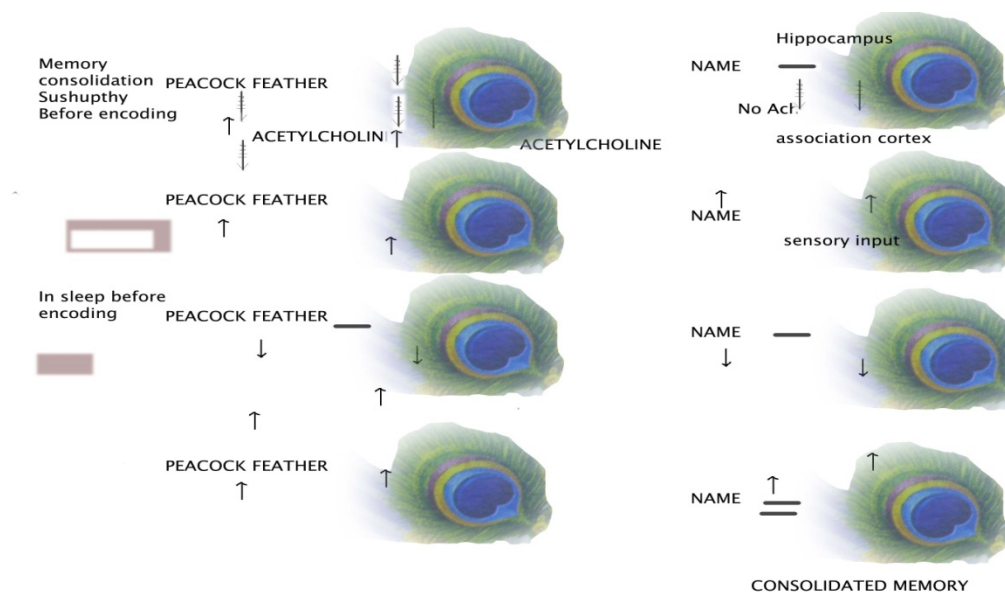 Memory
consolidation
Sushupthy
Before encoding
PEACOCK FEATHER
ACETYLCHOLIN
ACETYLCHOLINE
Hippocampus
NAME
No Ach
association cortex
PEACOCK FEATHER
NAME
sensory input
In sleep before
encoding
PEACOCK FEATHER
NAME
PEACOCK FEATHER
NAME
CONSOLIDATED MEMORY